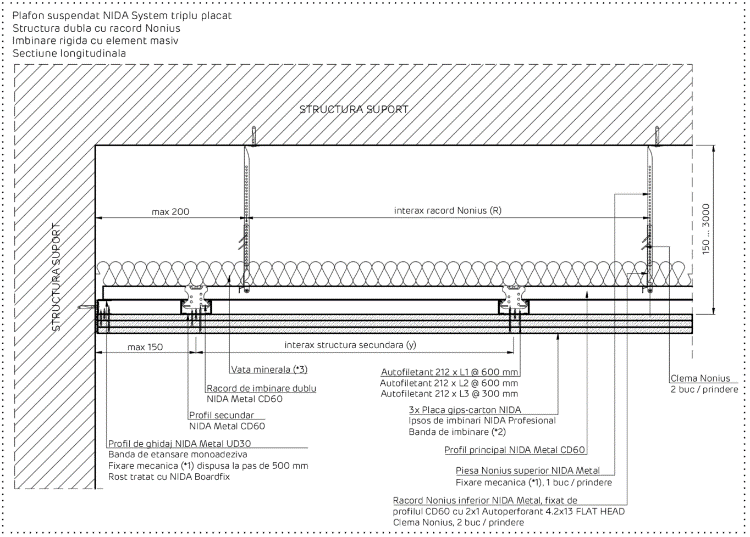 Plafon suspendat NIDA System triplu placat
Structura dubla cu racord Nonius
Imbinare rigida cu element masiv
Sectiune longitudinala
STRUCTURA SUPORT
STRUCTURA SUPORT
max 200
interax racord Nonius (R)
150 ... 3000
max 150
interax structura secundara (y)
Vata minerala (*3)
Racord de imbinare dublu
NIDA Metal CD60
Profil secundar
NIDA Metal CD60
Profil de ghidaj NIDA Metal UD30
Banda de etansare monoadeziva
Fixare mecanica (*1) dispusa la pas de 500 mm
Rost tratat cu NIDA Boardfix
Autofiletant 212 x L1 @ 600 mm
Autofiletant 212 x L2 @ 600 mm
Autofiletant 212 x L3 @ 300 mm
3x Placa gips-carton NIDA
Ipsos de imbinari NIDA Profesional
Banda de imbinare (*2)
Profil principal NIDA Metal CD60
Piesa Nonius superior NIDA Metal
Fixare mecanica (*1), 1 buc / prindere
Racord Nonius inferior NIDA Metal, fixat de
profilul CD60 cu 2x1 Autoperforant 4.2x13 FLAT HEAD
Clema Nonius, 2 buc / prindere
Clema Nonius
2 buc / prindere